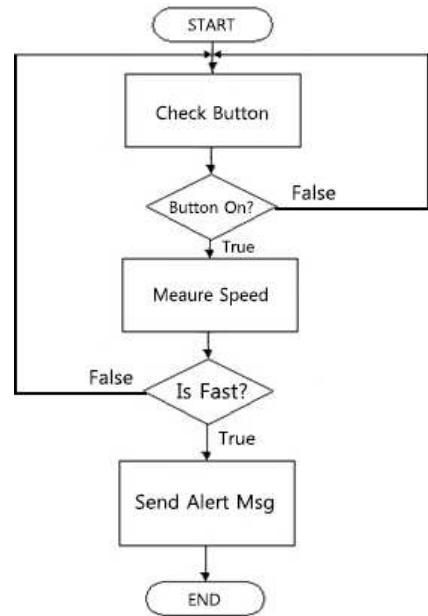 START
Check Button
Button On?
False
True
Meaure Speed
False
Is Fast?
True
Send Alert Msg
END